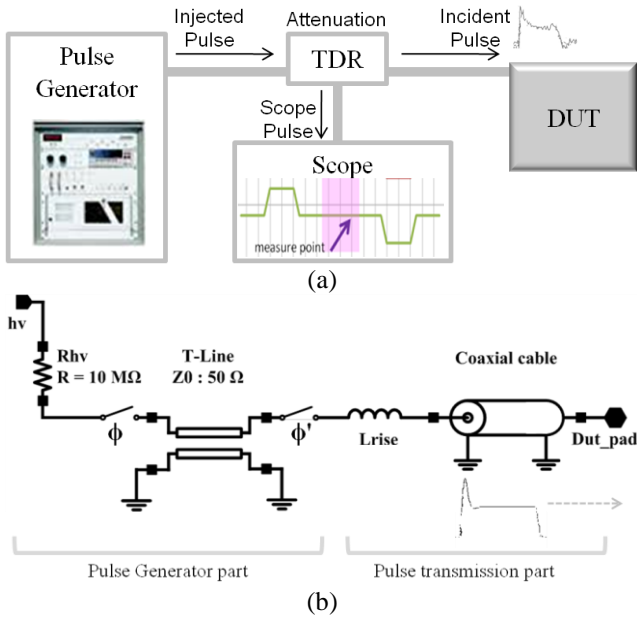 Injected
Pulse
Attenuation
Incident
Pulse
Pulse
Generator
TDR
Scope
Pulse
DUT
Scope
measure point
(a)
hv
Rhv
R = 10 MΩ
T-Line
Z0 : 50 Ω
Coaxial cable
ϕ
ϕ'
Lrise
Dut_pad
Pulse Generator part
Pulse transmission part
(b)